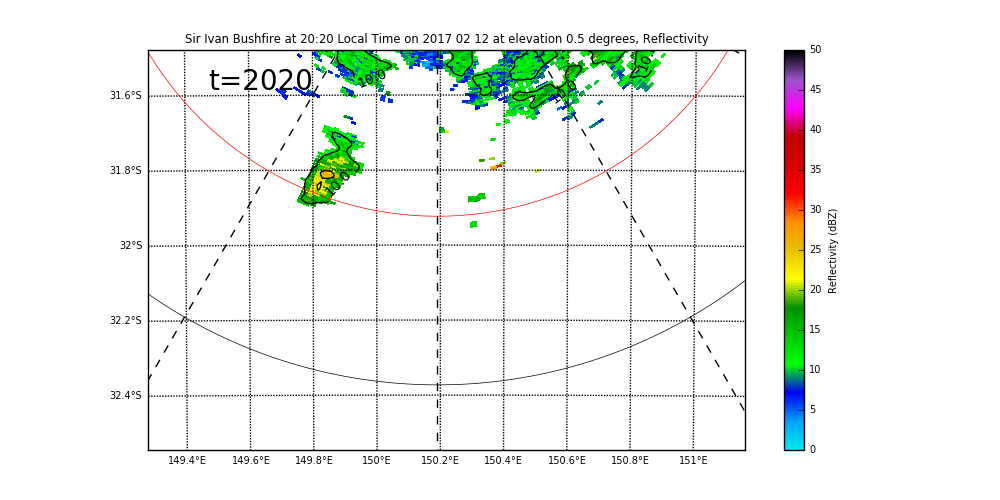 Sir Ivan Bushfire at 20:20 Local Time on 2017 02 12 at elevation 0.5 degrees, Reflectivity
t=2020
31.6°S
31.8°S
32°S
32.2°S
32.4°S
149.4°E 149.6°E 149.8°E 150°E 150.2°E 150.4°E 150.6°E 150.8°E 151°E
50
45
40
35
30
25
20
15
10
5
0
Reflectivity (dBZ)